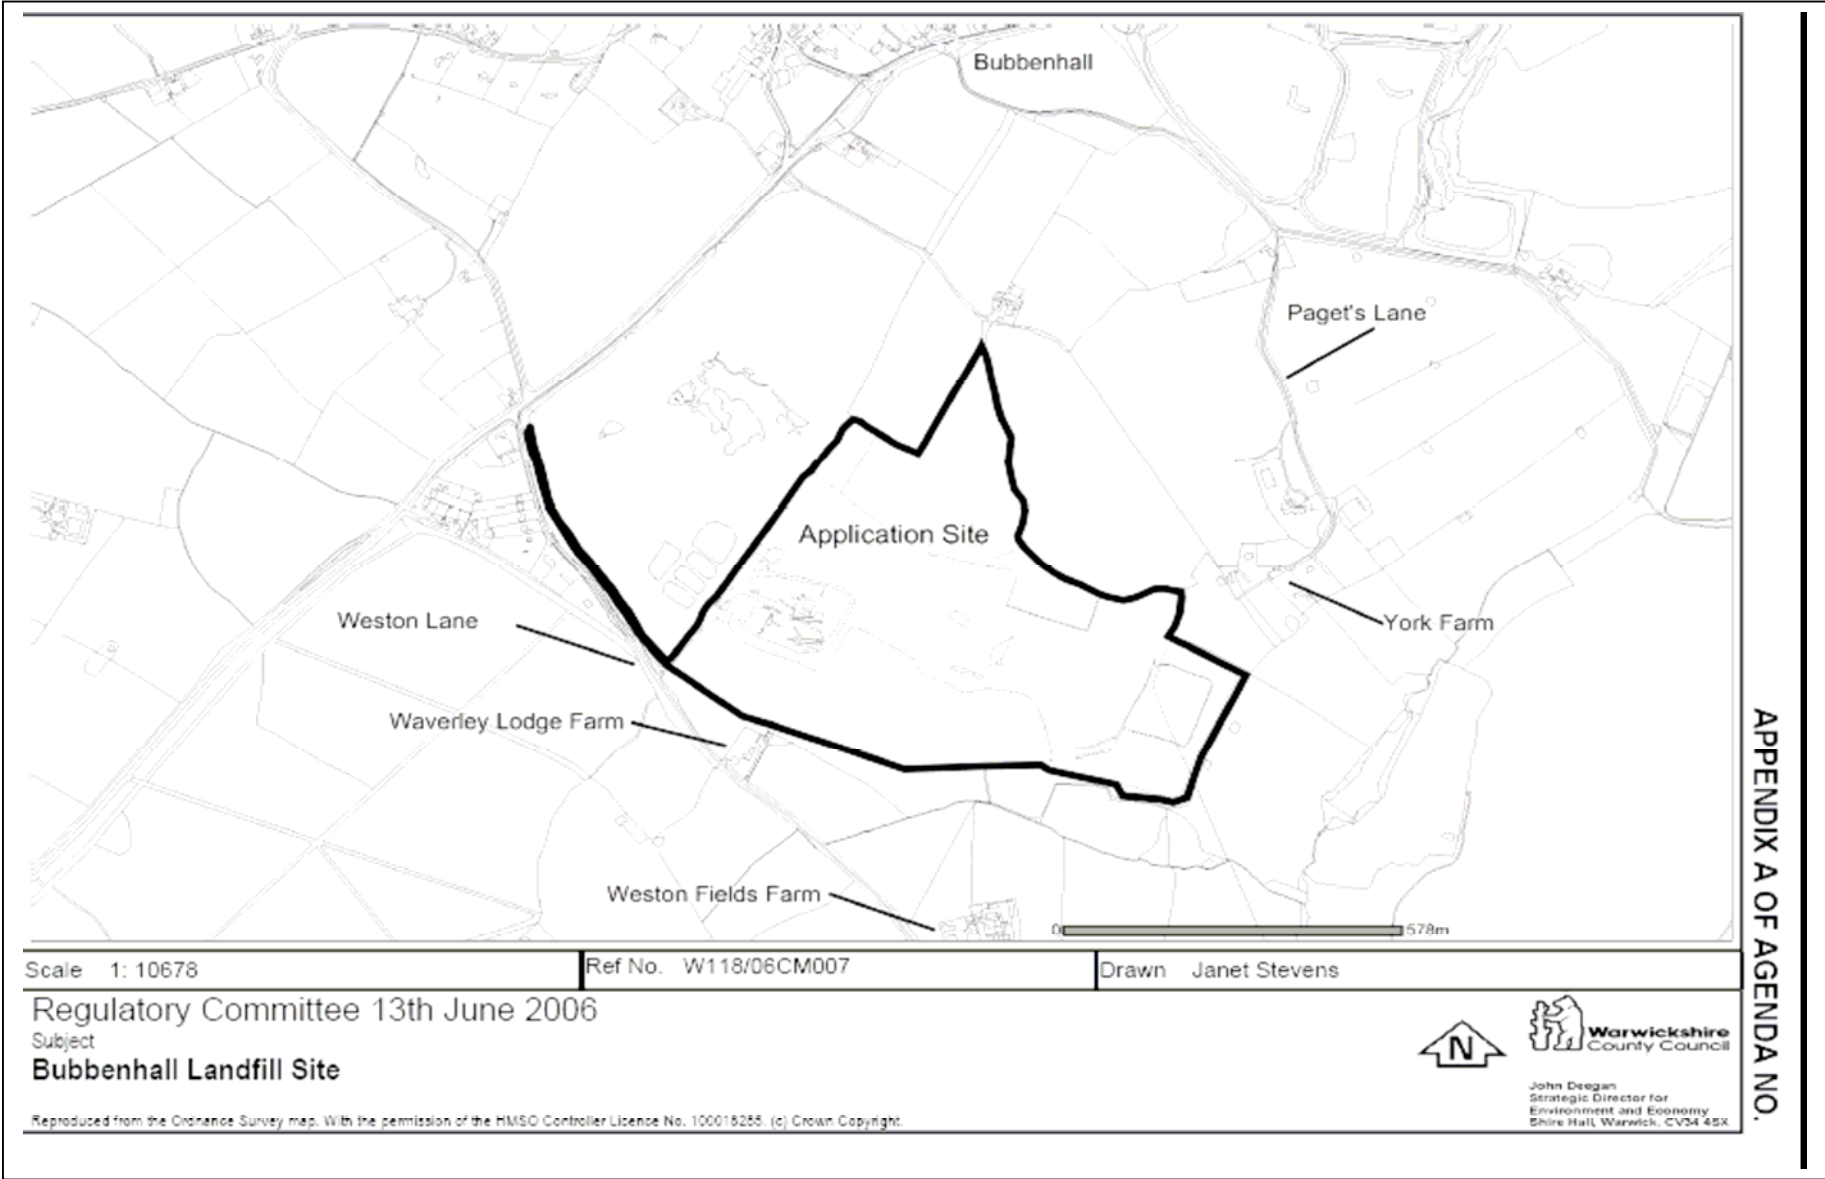 Bubbenhall
Paget's Lane
Application Site
Weston Lane
York Farm
Waverley Lodge Farm
Weston Fields Farm
0 578m
Scale 1: 10678
Ref No. W118/06CM007
Drawn Janet Stevens
Regulatory Committee 13th June 2006
Subject
Bubbenhall Landfill Site
Reproduced from the Ordnance Survey map. With the permission of the HMSO Controller Licence No. 100018285. (c) Crown Copyright.
N
Warwickshire
County Council
John Deegan
Strategic Director for
Environment and Economy
Shire Hall, Warwick, CV34 4SX
APPENDIX A OF AGENDA NO.